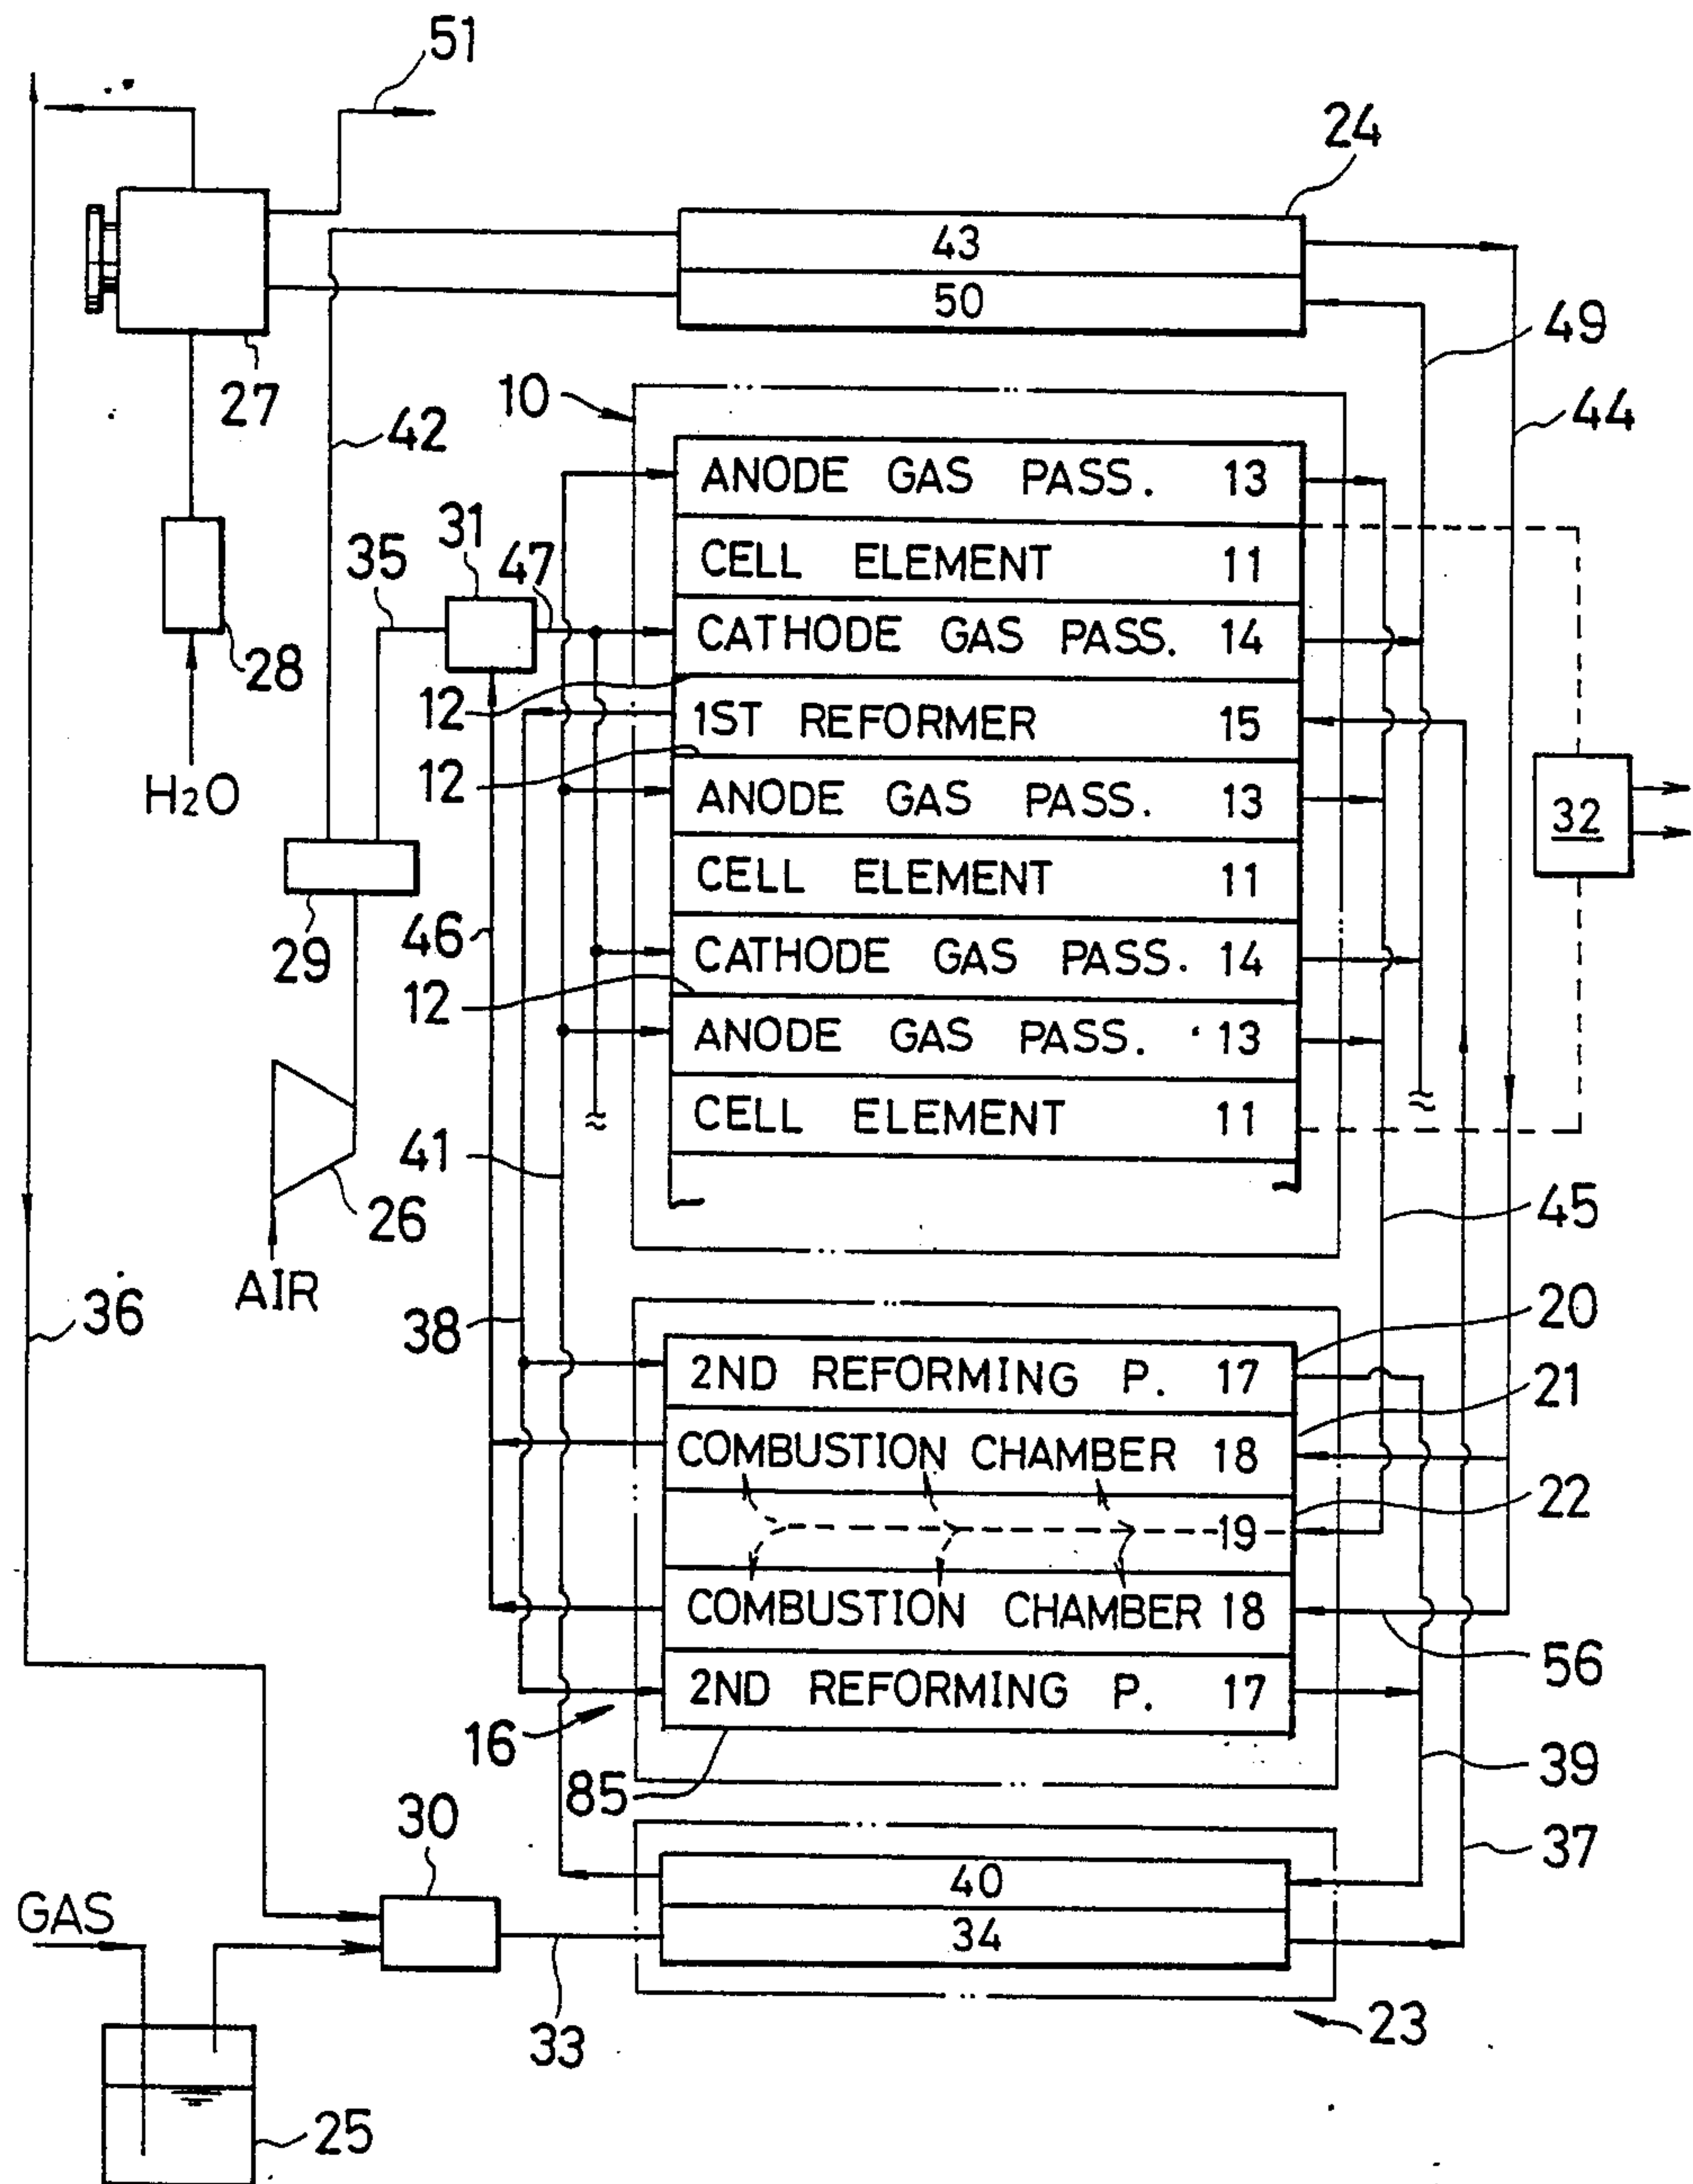 51
24
43
50
49
27
10
42
44
ANODE GAS PASS. 13
31
35
47
CELL ELEMENT 11
CATHODE GAS PASS. 14
28
12
1ST REFORMER 15
H2O
12
ANODE GAS PASS. 13
32
CELL ELEMENT 11
46
29
CATHODE GAS PASS. 14
12
ANODE GAS PASS. 13
CELL ELEMENT 11
41
26
45
AIR
36
38
20
2ND REFORMING P. 17
21
COMBUSTION CHAMBER 18
22
19
COMBUSTION CHAMBER 18
56
2ND REFORMING P. 17
16
39
85
30
37
40
GAS
34
33
23
25